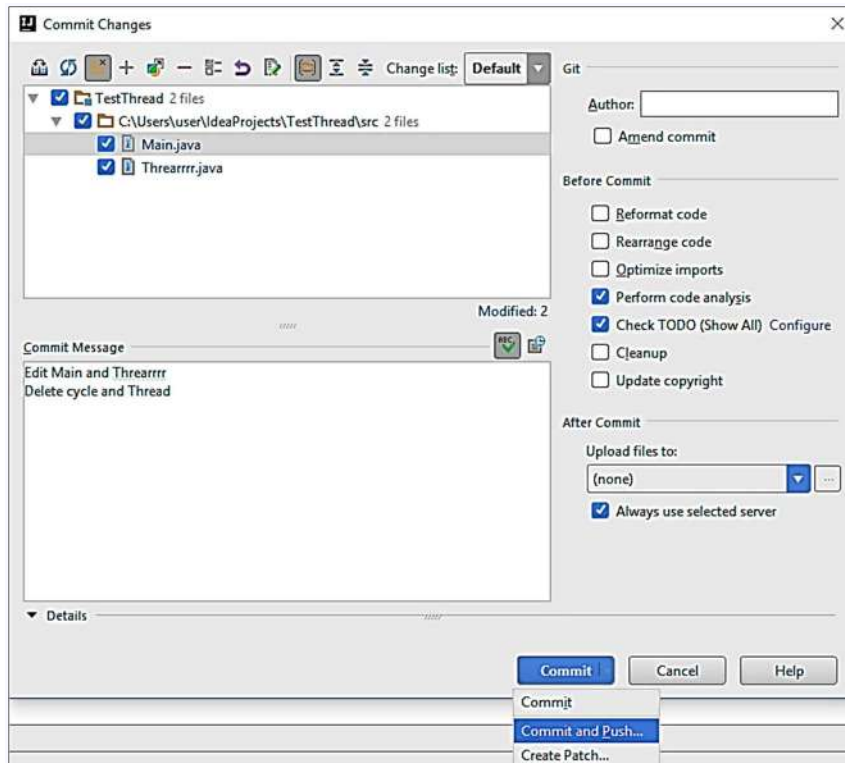 Commit Changes
Change list: Default
TestThread 2 files
C:\Users\user\IdeaProjects\TestThread\src 2 files
Main.java
Threarrrr.java
Modified: 2
Commit Message
Edit Main and Threarrrr
Delete cycle and Thread
Details
Git
Author:
Amend commit
Before Commit
Reformat code
Rearrange code
Optimize imports
Perform code analysis
Check TODO (Show All) Configure
Cleanup
Update copyright
After Commit
Upload files to:
(none)
Always use selected server
Commit Cancel Help
Commit
Commit and Push...
Create Patch...